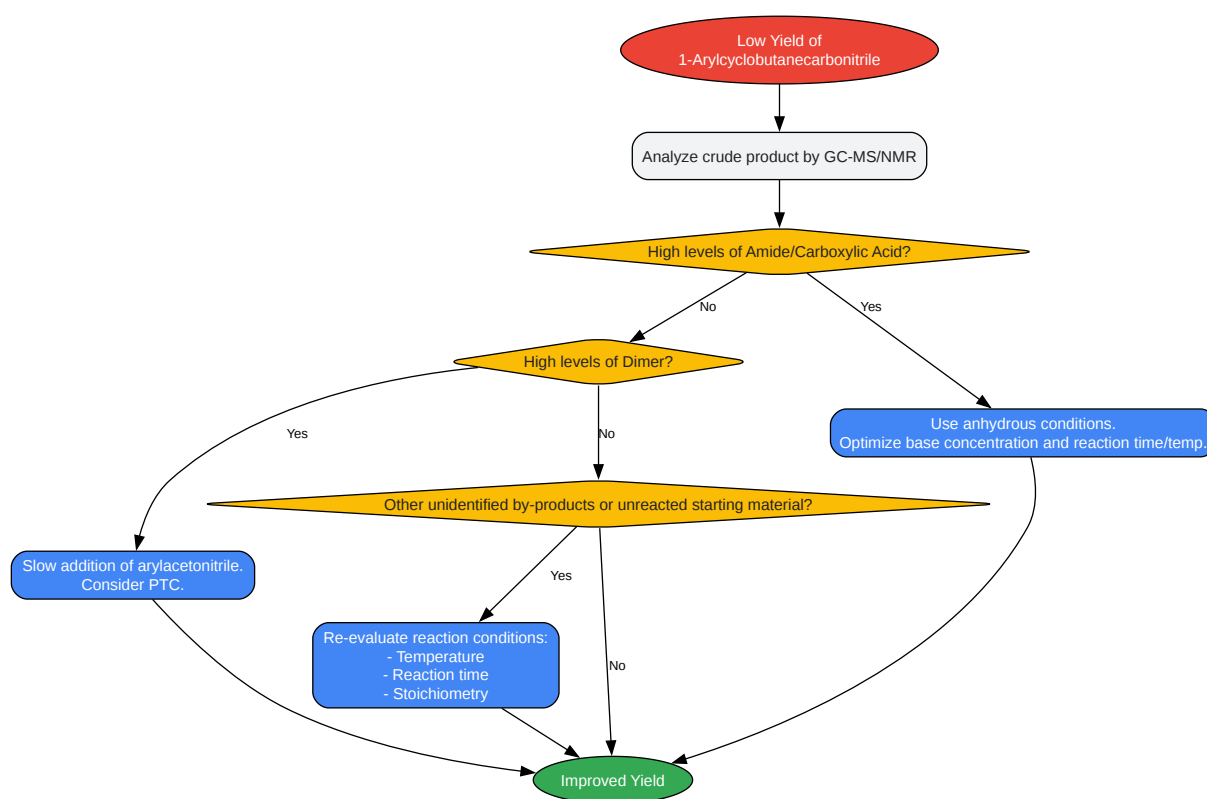 Low Yield of
1-Arylcyclobutanecarbonitrile
Analyze crude product by GC-MS/NMR
High levels of Amide/Carboxylic Acid?
No
Yes
High levels of Dimer?
Use anhydrous conditions.
Optimize base concentration and reaction time/temp.
Yes
No
Other unidentified by-products or unreacted starting material?
Slow addition of arylacetonitrile.
Consider PTC.
Yes
Re-evaluate reaction conditions:
- Temperature
- Reaction time
- Stoichiometry
No
Improved Yield